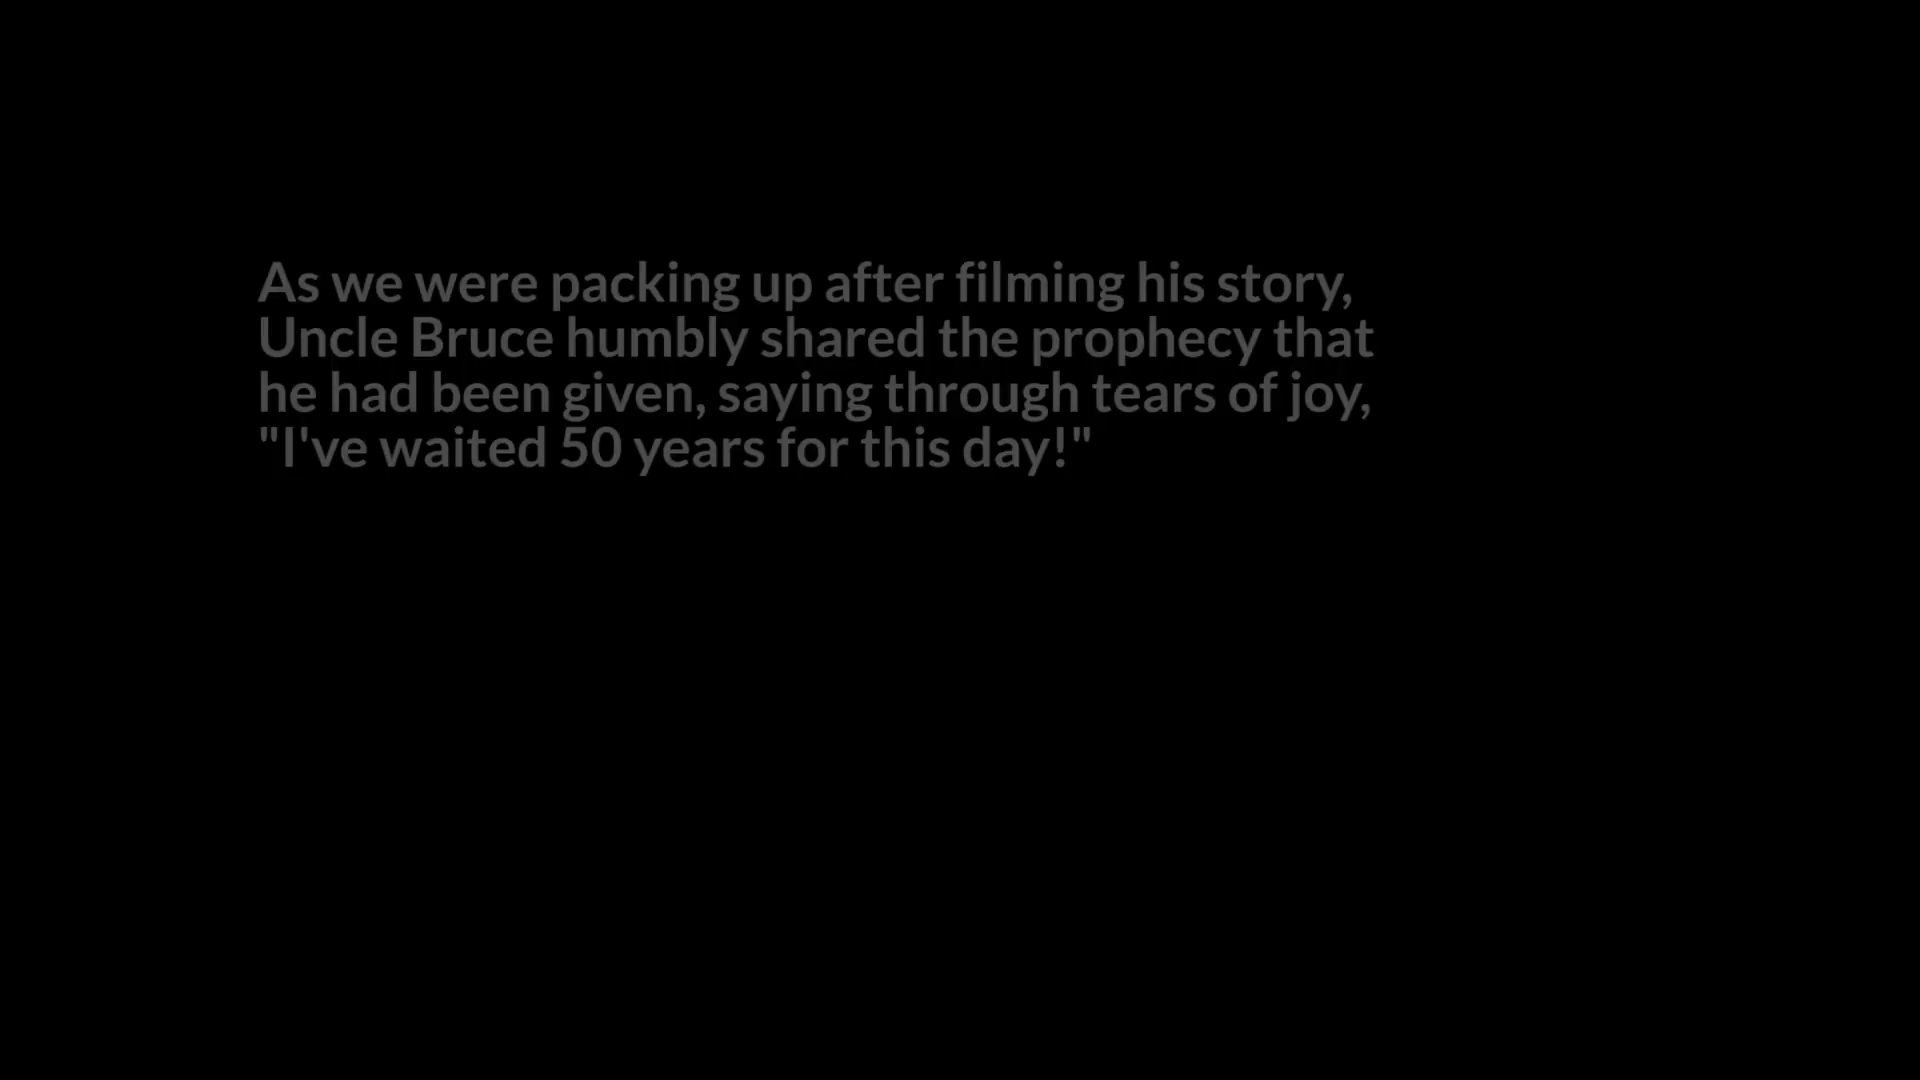 As we were packing up after filming his story,
Uncle Bruce humbly shared the prophecy that
he had been given, saying through tears of joy,
"I've waited 50 years for this day!"